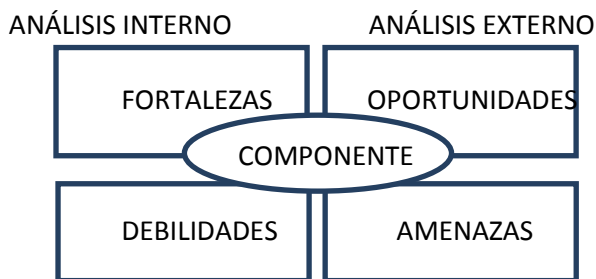 ANÁLISIS INTERNO ANÁLISIS EXTERNO
FORTALEZAS OPORTUNIDADES
COMPONENTE
DEBILIDADES AMENAZAS